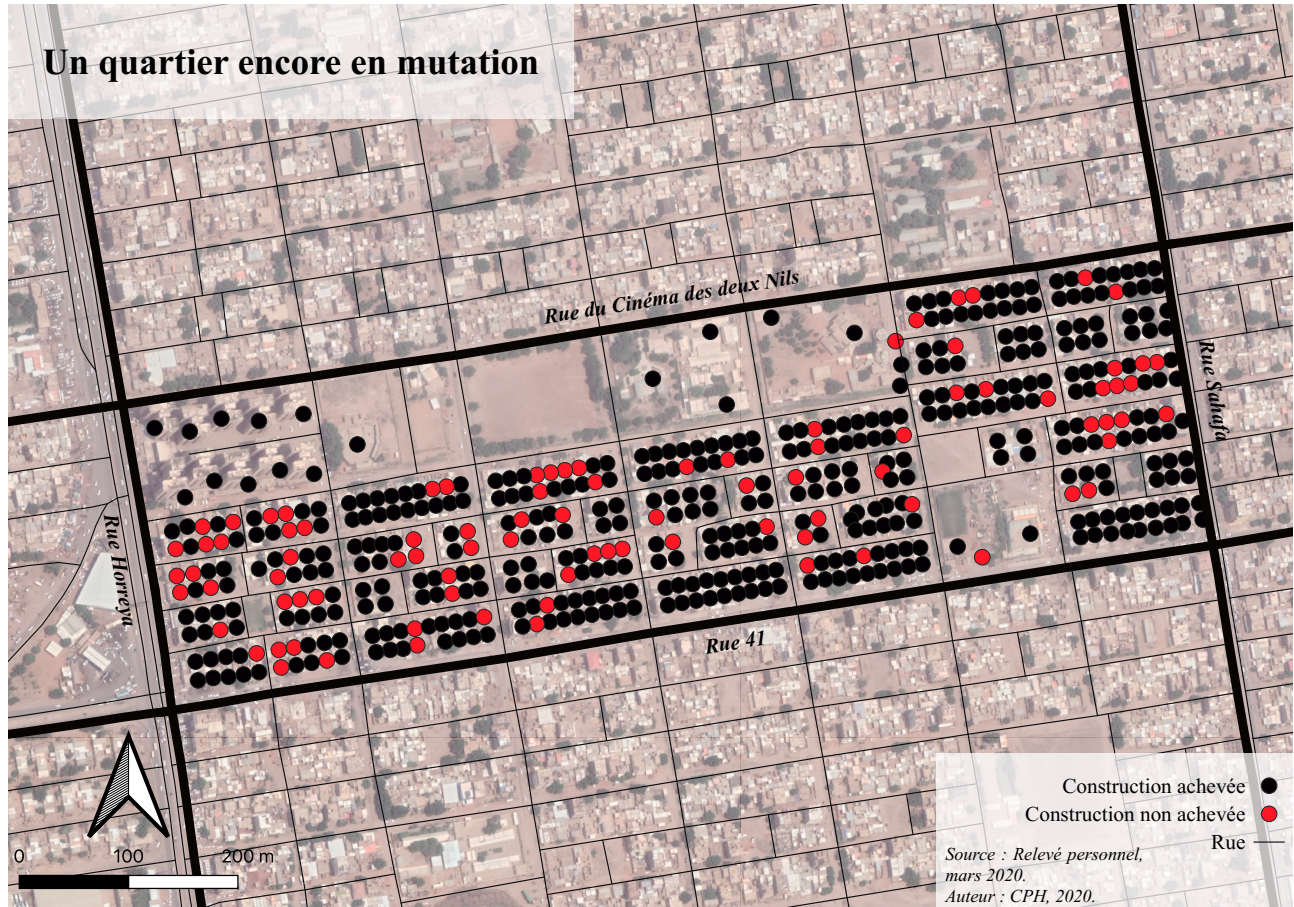 Un quartier encore en mutation
Rue du Cinéma des deux Nils
Rue Sahafa
Rue Horreya
Rue 41
0 100 200 m
Construction achevée
Construction non achevée
Rue
Source : Relevé personnel,
mars 2020.
Auteur : CPH, 2020.